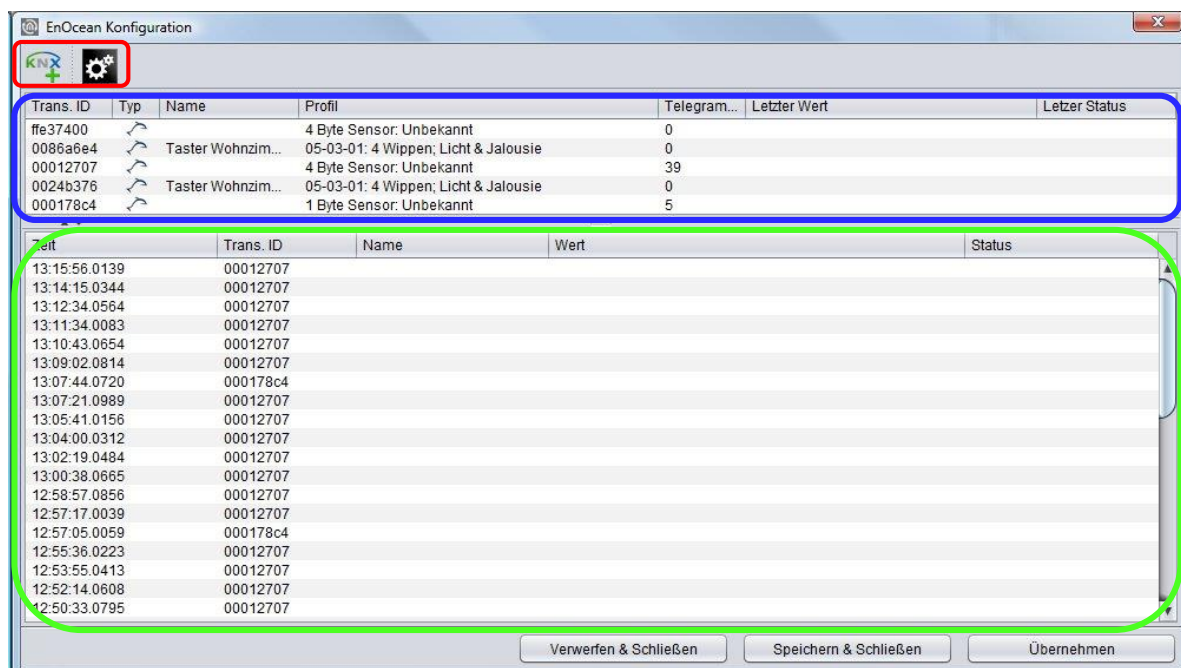 EnOcean Konfiguration
KNX
Trans. ID Typ Name Profil Telegram... Letzter Wert Letzer Status
ffe37400 4 Byte Sensor: Unbekannt 0
0086a6e4 Taster Wohnzim... 05-03-01: 4 Wippen; Licht & Jalousie 0
00012707 4 Byte Sensor: Unbekannt 39
0024b376 Taster Wohnzim... 05-03-01: 4 Wippen; Licht & Jalousie 0
000178c4 1 Byte Sensor: Unbekannt 5
Zeit Trans. ID Name Wert Status
13:15:56.0139 00012707
13:14:15.0344 00012707
13:12:34.0564 00012707
13:11:34.0083 00012707
13:10:43.0654 00012707
13:09:02.0814 00012707
13:07:44.0720 000178c4
13:07:21.0989 00012707
13:05:41.0156 00012707
13:04:00.0312 00012707
13:02:19.0484 00012707
13:00:38.0665 00012707
12:58:57.0856 00012707
12:57:17.0039 00012707
12:57:05.0059 000178c4
12:55:36.0223 00012707
12:53:55.0413 00012707
12:52:14.0608 00012707
12:50:33.0795 00012707
Verwerfen & Schließen Speichern & Schließen Übernehmen